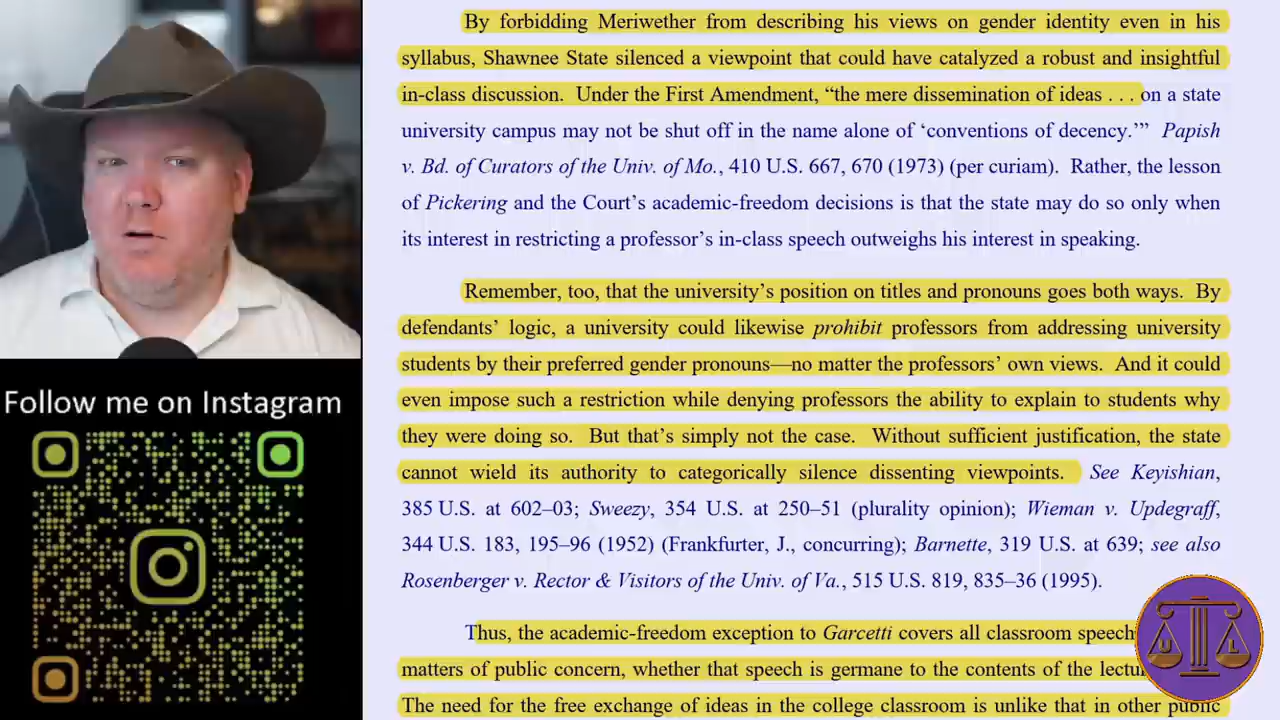 By forbidding Meriwether from describing his views on gender identity even in his
syllabus, Shawnee State silenced a viewpoint that could have catalyzed a robust and insightful
in-class discussion. Under the First Amendment, “the mere dissemination of ideas . . . on a state
university campus may not be shut off in the name alone of ‘conventions of decency.’” Papish
v. Bd. of Curators of the Univ. of Mo., 410 U.S. 667, 670 (1973) (per curiam). Rather, the lesson
of Pickering and the Court’s academic-freedom decisions is that the state may do so only when
its interest in restricting a professor’s in-class speech outweighs his interest in speaking.
Remember, too, that the university’s position on titles and pronouns goes both ways. By
defendants’ logic, a university could likewise prohibit professors from addressing university
students by their preferred gender pronouns—no matter the professors’ own views. And it could
even impose such a restriction while denying professors the ability to explain to students why
they were doing so. But that’s simply not the case. Without sufficient justification, the state
cannot wield its authority to categorically silence dissenting viewpoints. See Keyishian,
385 U.S. at 602–03; Sweezy, 354 U.S. at 250–51 (plurality opinion); Wieman v. Updegraff,
344 U.S. 183, 195–96 (1952) (Frankfurter, J., concurring); Barnette, 319 U.S. at 639; see also
Rosenberger v. Rector & Visitors of the Univ. of Va., 515 U.S. 819, 835–36 (1995).
Thus, the academic-freedom exception to Garcetti covers all classroom speech
matters of public concern, whether that speech is germane to the contents of the
The need for the free exchange of ideas in the college classroom is unlike that in other public
Follow me on Instagram
U L